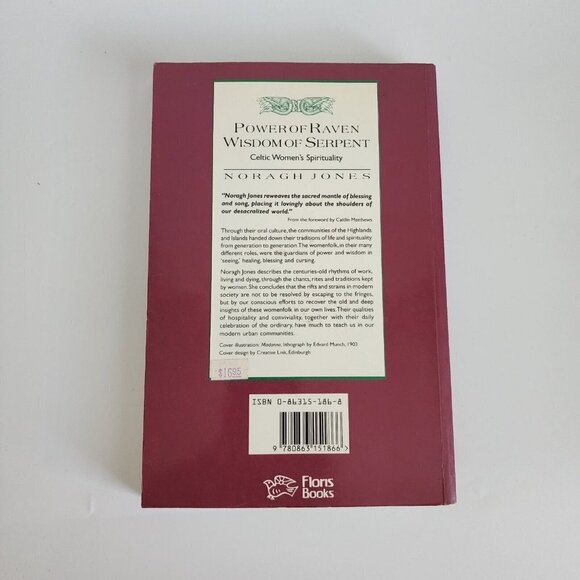 POWER OF RAVEN
WISDOM OF SERPENT
Celtic Women's Spirituality
NORAGH JONES
"Noragh Jones reweaves the sacred mantle of blessing
and song, placing it lovingly about the shoulders of
our desacralized world."
From the foreword by Caitlín Matthews
Through their oral culture, the communities of the Highlands
and Islands handed down their traditions of life and spirituality
from generation to generation. The womenfolk, in their many
different roles, were the guardians of power and wisdom in
'seeing,' healing, blessing and cursing.
Noragh Jones describes the centuries-old rhythms of work,
living and dying, through the chants, rites and traditions kept
by women. She concludes that the rifts and strains in modern
society are not to be resolved by escaping to the fringes,
but by our conscious efforts to recover the old and deep
insights of these womenfolk in our own lives. Their qualities
of hospitality and conviviality, together with their daily
celebration of the ordinary, have much to teach us in our
modern urban communities.
Cover illustration: Madonna, lithograph by Edvard Munch, 1903
Cover design by Creative Link, Edinburgh
$16.95
ISBN 0-86315-186-8
9 780863 151866 >
Floris
Books